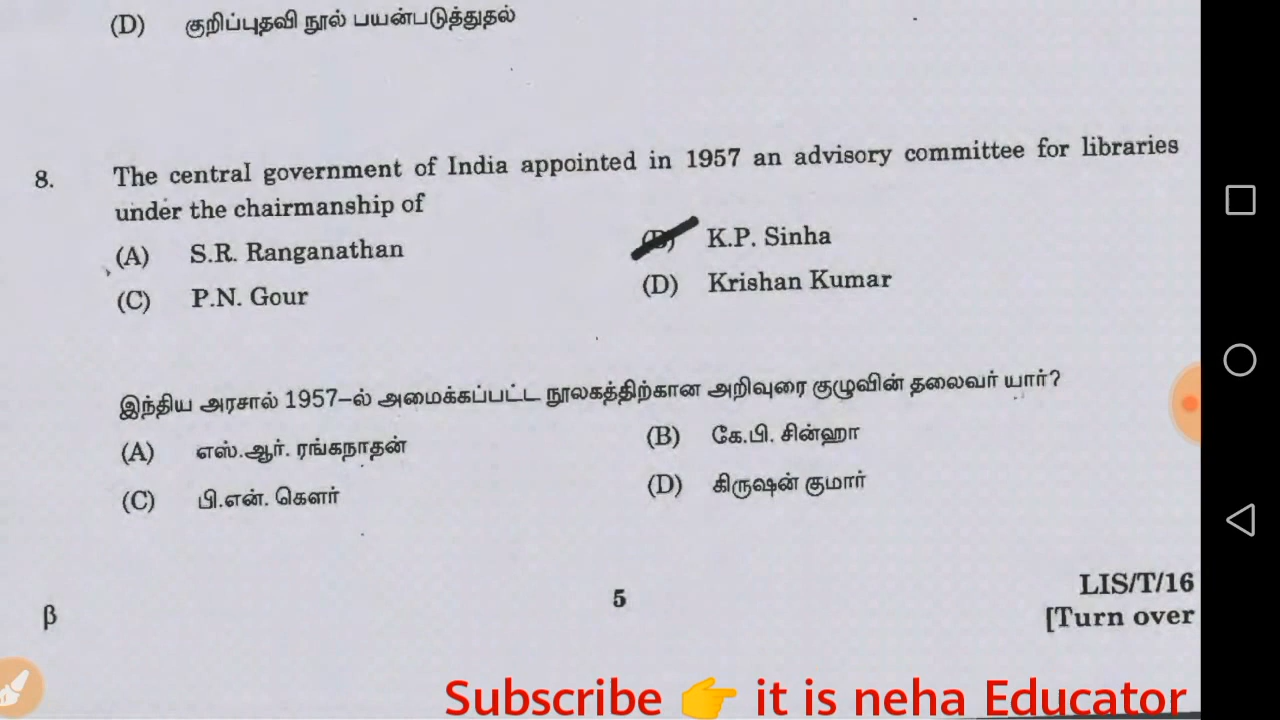 (D) குறிப்புதவி நூல் பயன்படுத்துதல்
8. The central government of India appointed in 1957 an advisory committee for libraries
under the chairmanship of
(A) S.R. Ranganathan (B) K.P. Sinha
(C) P.N. Gour (D) Krishan Kumar
இந்திய அரசால் 1957–ல் அமைக்கப்பட்ட நூலகத்திற்கான அறிவுரை குழுவின் தலைவர் யார்?
(A) எஸ்.ஆர். ரங்கநாதன் (B) கே.பி. சின்ஹா
(C) பி.என். கௌர் (D) கிருஷன் குமார்
LIS/T/16
β 5 [Turn over
Subscribe 👉 it is neha Educator